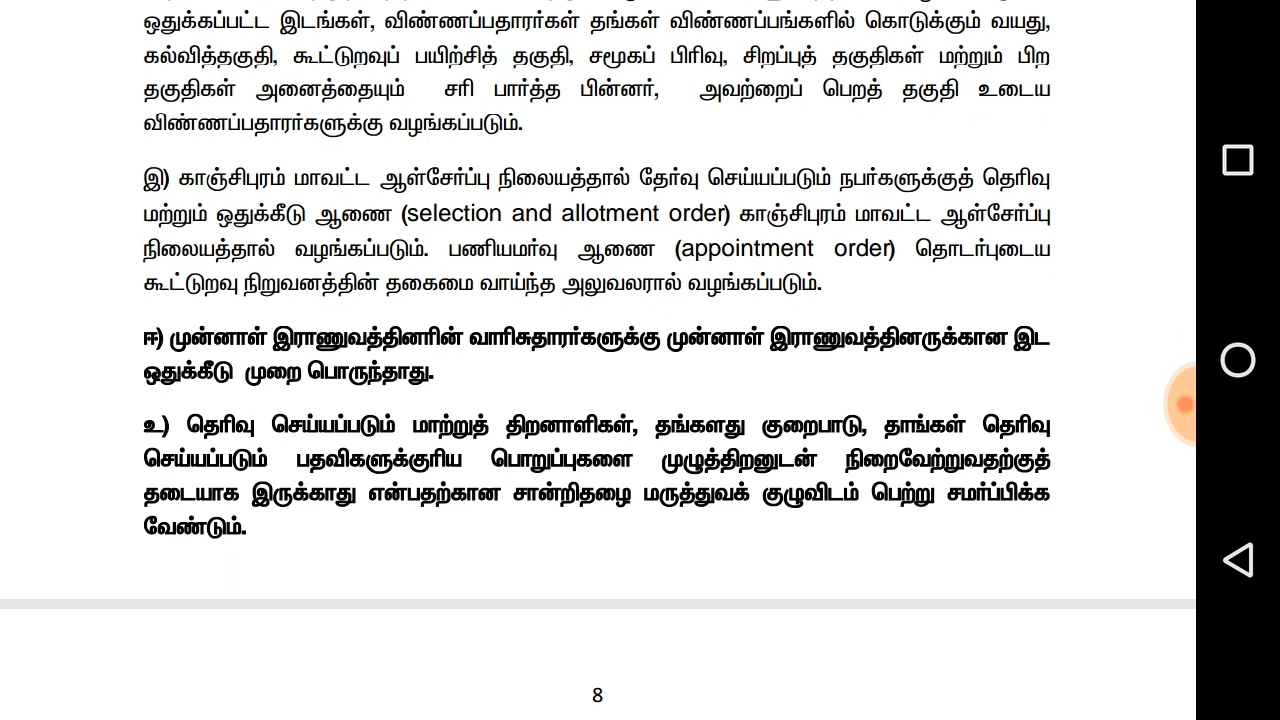 ஒதுக்கப்பட்ட இடங்கள், விண்ணப்பதாரர்கள் தங்கள் விண்ணப்பங்களில் கொடுக்கும் வயது,
கல்வித்தகுதி, கூட்டுறவுப் பயிற்சித் தகுதி, சமூகப் பிரிவு, சிறப்புத் தகுதிகள் மற்றும் பிற
தகுதிகள் அனைத்தையும் சரி பார்த்த பின்னர், அவற்றைப் பெறத் தகுதி உடைய
விண்ணப்பதாரர்களுக்கு வழங்கப்படும்.
இ) காஞ்சிபுரம் மாவட்ட ஆள்சேர்ப்பு நிலையத்தால் தேர்வு செய்யப்படும் நபர்களுக்குத் தெரிவு
மற்றும் ஒதுக்கீடு ஆணை (selection and allotment order) காஞ்சிபுரம் மாவட்ட ஆள்சேர்ப்பு
நிலையத்தால் வழங்கப்படும். பணியமர்வு ஆணை (appointment order) தொடர்புடைய
கூட்டுறவு நிறுவனத்தின் தகைமை வாய்ந்த அலுவலரால் வழங்கப்படும்.
ஈ) முன்னாள் இராணுவத்தினரின் வாரிசுதாரர்களுக்கு முன்னாள் இராணுவத்தினருக்கான இட
ஒதுக்கீடு முறை பொருந்தாது.
உ) தெரிவு செய்யப்படும் மாற்றுத் திறனாளிகள், தங்களது குறைபாடு, தாங்கள் தெரிவு
செய்யப்படும் பதவிகளுக்குரிய பொறுப்புகளை முழுத்திறனுடன் நிறைவேற்றுவதற்குத்
தடையாக இருக்காது என்பதற்கான சான்றிதழை மருத்துவக் குழுவிடம் பெற்று சமர்ப்பிக்க
வேண்டும்.
8